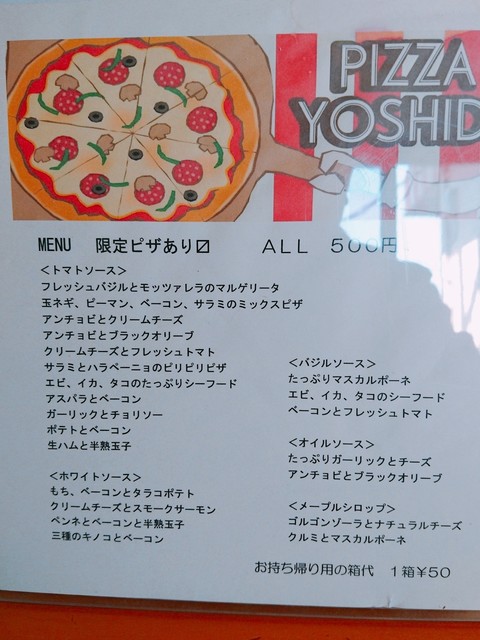 PIZZA
YOSHID
MENU 限定ピザあり〼 ALL 500円
＜トマトソース＞
フレッシュバジルとモッツァレラのマルゲリータ
玉ネギ、ピーマン、ベーコン、サラミのミックスピザ
アンチョビとクリームチーズ
アンチョビとブラックオリーブ
クリームチーズとフレッシュトマト
サラミとハラペーニョのピリピリピザ
エビ、イカ、タコのたっぷりシーフード
アスパラとベーコン
ガーリックとチョリソー
ポテトとベーコン
生ハムと半熟玉子
＜ホワイトソース＞
もち、ベーコンとタラコポテト
クリームチーズとスモークサーモン
ペンネとベーコンと半熟玉子
三種のキノコとベーコン
＜バジルソース＞
たっぷりマスカルポーネ
エビ、イカ、タコのシーフード
ベーコンとフレッシュトマト
＜オイルソース＞
たっぷりガーリックとチーズ
アンチョビとブラックオリーブ
＜メープルシロップ＞
ゴルゴンゾーラとナチュラルチーズ
クルミとマスカルポーネ
お持ち帰り用の箱代 1箱¥50